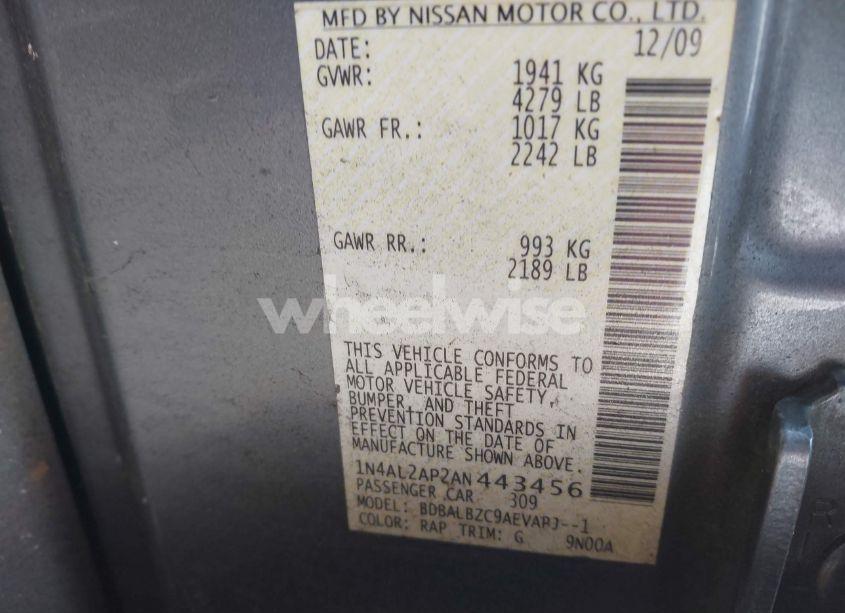 MFD BY NISSAN MOTOR CO., LTD.
DATE: 12/09
GVWR: 1941 KG
4279 LB
GAWR FR.: 1017 KG
2242 LB
GAWR RR.: 993 KG
2189 LB
wheelwise
THIS VEHICLE CONFORMS TO
ALL APPLICABLE FEDERAL
MOTOR VEHICLE SAFETY,
BUMPER, AND THEFT
PREVENTION STANDARDS IN
EFFECT ON THE DATE OF
MANUFACTURE SHOWN ABOVE.
1N4AL2AP2AN443456
PASSENGER CAR 309
MODEL: BDBALBZC9AEVAPJ--1
COLOR: RAP TRIM: G 9N00A